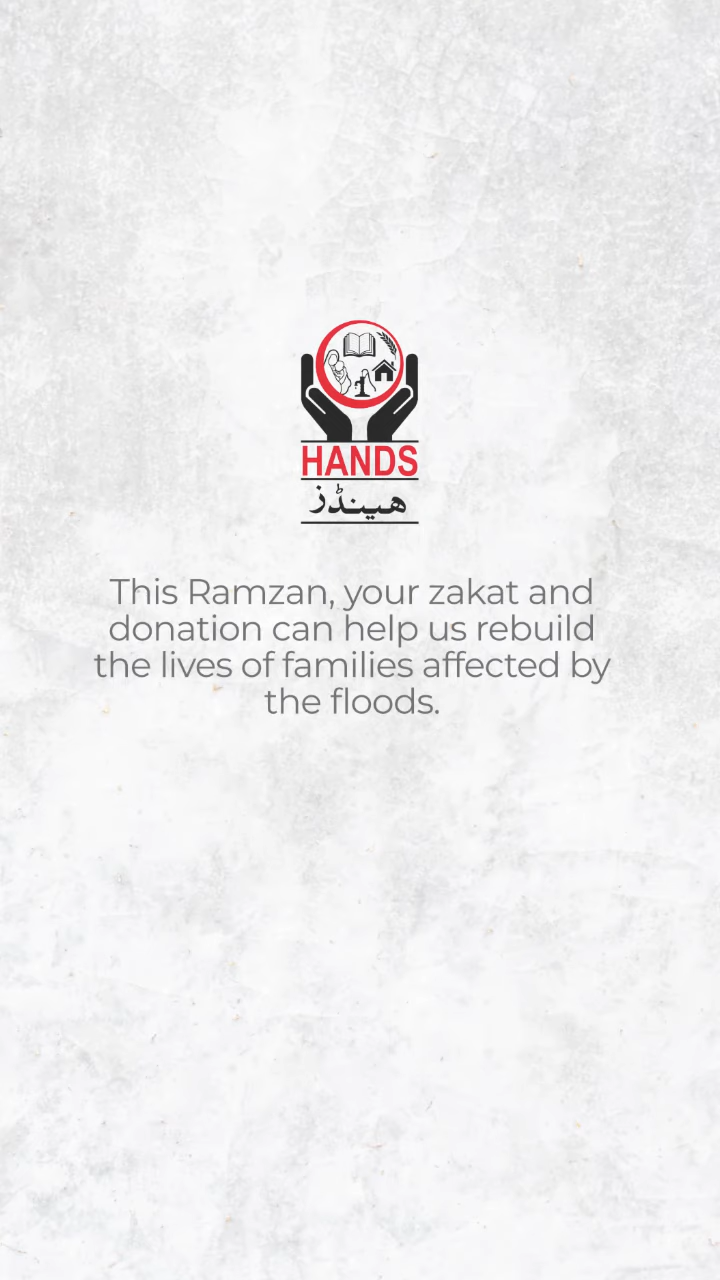 HANDS
ھینڈز
This Ramzan, your zakat and
donation can help us rebuild
the lives of families affected by
the floods.